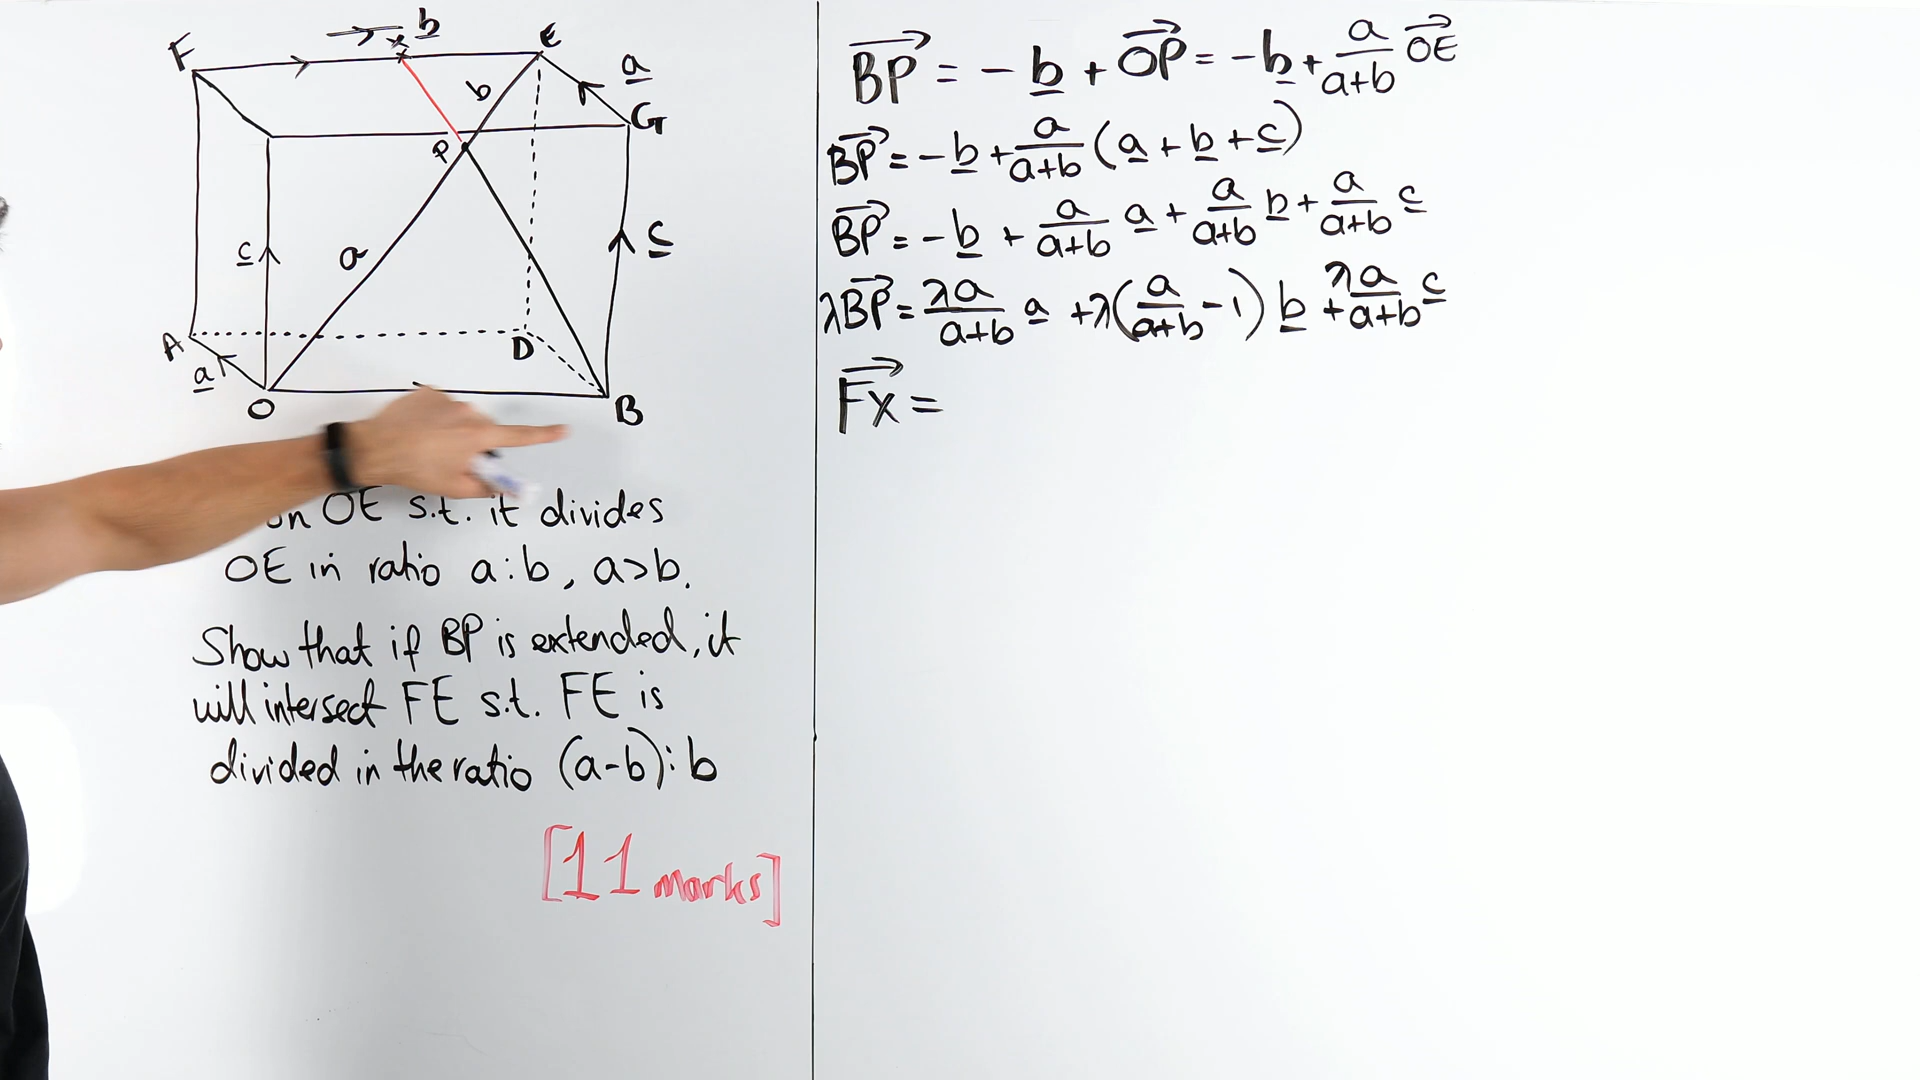 b
x
F
E
a
b
G
P
c
a
c
A
D
a
O
B
on OE s.t. it divides
OE in ratio a:b, a>b.
Show that if BP is extended, it
will intersect FE s.t. FE is
divided in the ratio (a-b):b
[11 marks]
BP = -b + OP = -b + a/(a+b) OE
BP = -b + a/(a+b) (a + b + c)
BP = -b + a/(a+b) a + a/(a+b) b + a/(a+b) c
λBP = λa/(a+b) a + λ(a/(a+b) - 1) b + λa/(a+b) c
Fx =